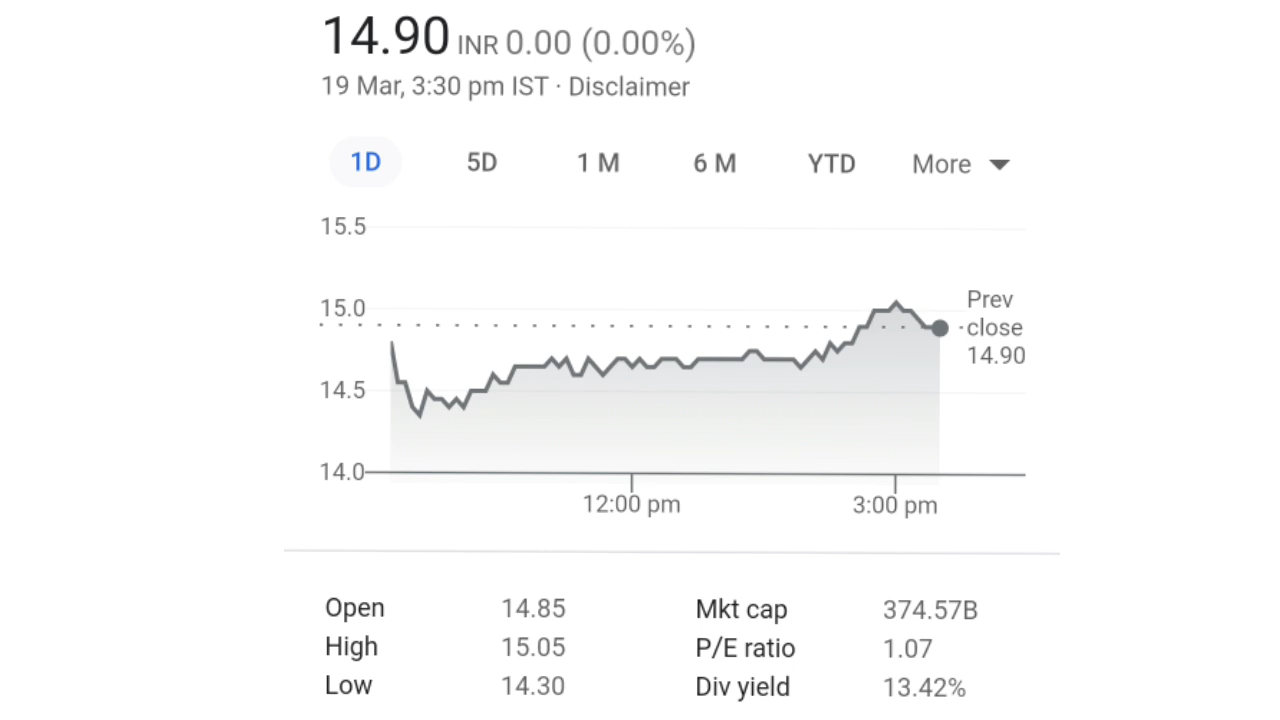 14.90 INR 0.00 (0.00%)
19 Mar, 3:30 pm IST · Disclaimer
1D 5D 1 M 6 M YTD More
15.5
15.0
14.5
14.0
Prev
close
14.90
12:00 pm 3:00 pm
Open 14.85 Mkt cap 374.57B
High 15.05 P/E ratio 1.07
Low 14.30 Div yield 13.42%